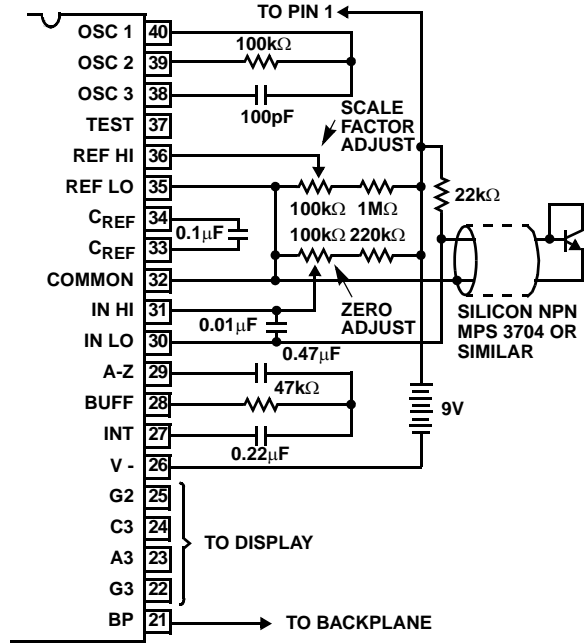 TO PIN 1
OSC 1 40
OSC 2 39
OSC 3 38
TEST 37
REF HI 36
REF LO 35
CREF 34
CREF 33
COMMON 32
IN HI 31
IN LO 30
A-Z 29
BUFF 28
INT 27
V - 26
G2 25
C3 24
A3 23
G3 22
BP 21
100kΩ
100pF
SCALE
FACTOR
ADJUST
100kΩ 1MΩ
22kΩ
0.1µF
100kΩ 220kΩ
ZERO
ADJUST
0.01µF
0.47µF
47kΩ
0.22µF
SILICON NPN
MPS 3704 OR
SIMILAR
9V
TO DISPLAY
TO BACKPLANE